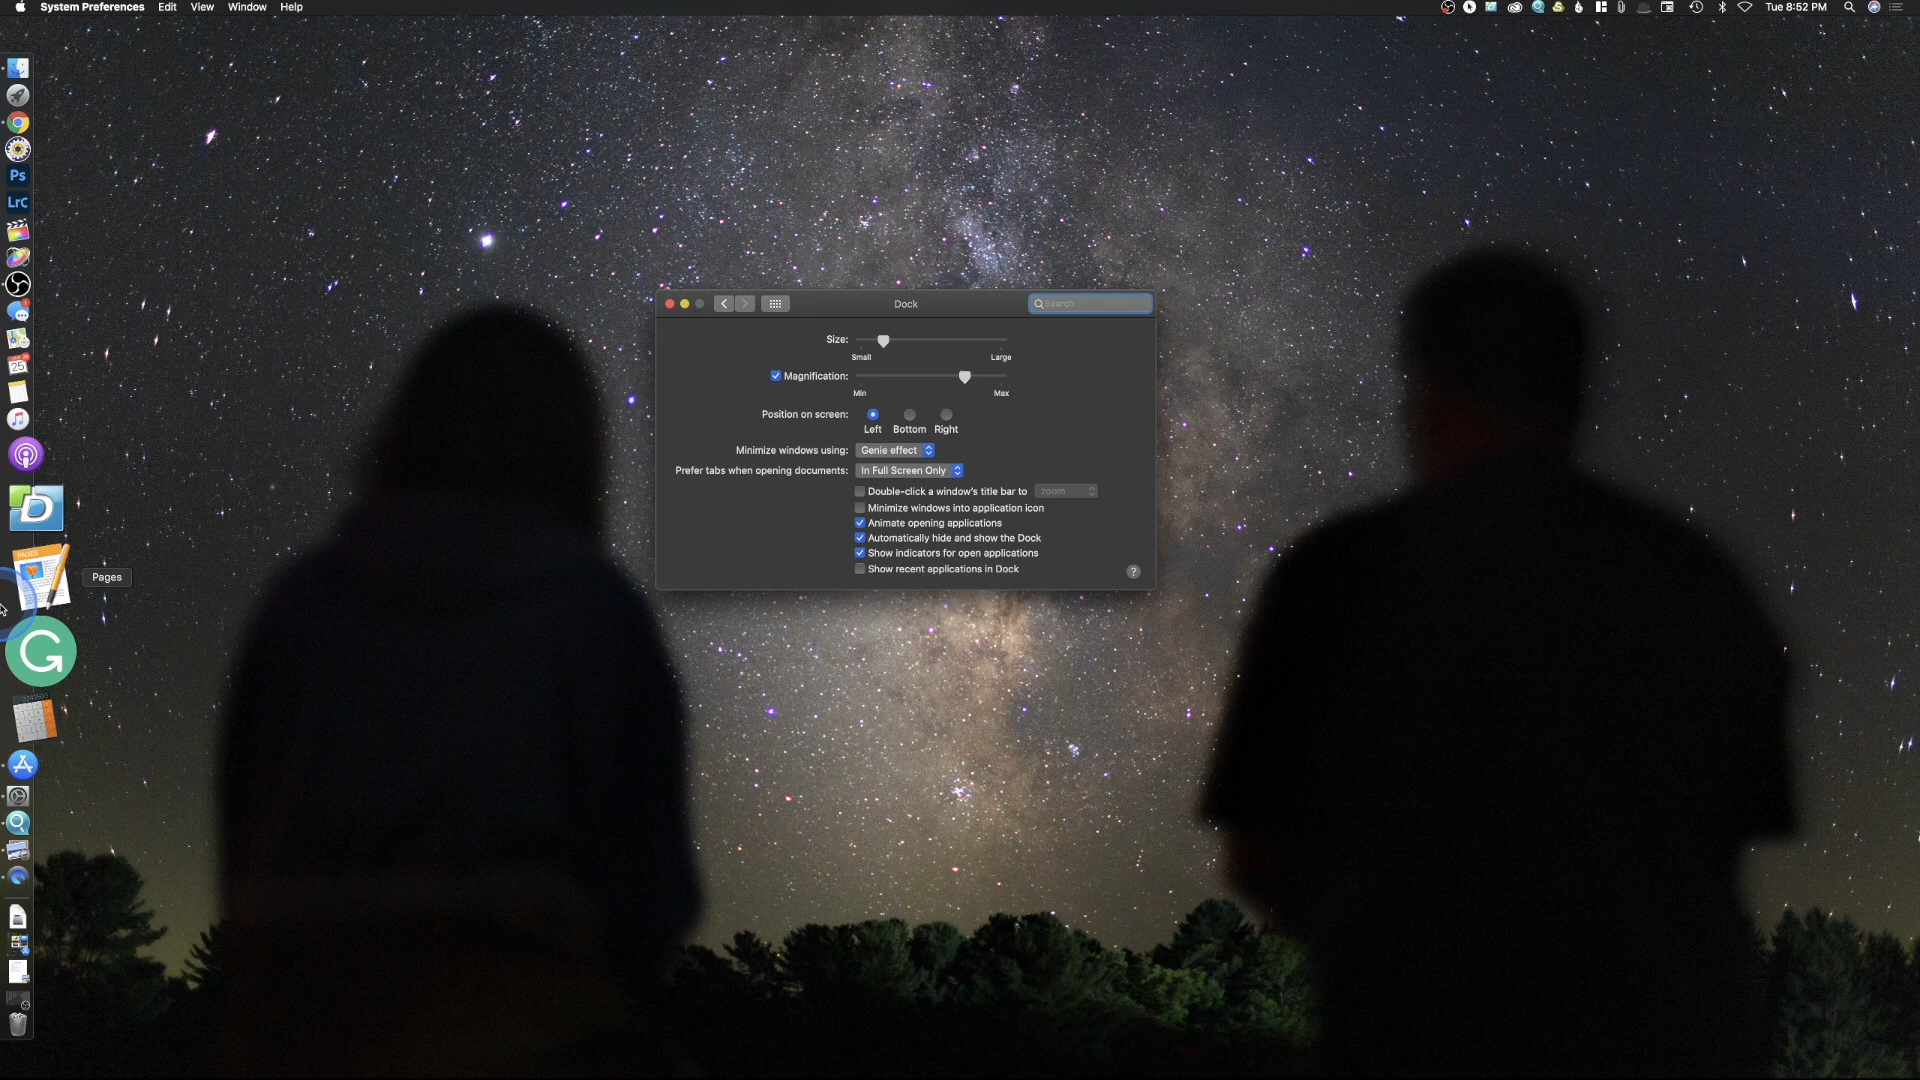 System Preferences Edit View Window Help
Tue 8:52 PM
Ps
LrC
25
PAGES
Pages
Dock
Search
Size:
Small Large
Magnification:
Min Max
Position on screen:
Left Bottom Right
Minimize windows using: Genie effect
Prefer tabs when opening documents: In Full Screen Only
Double-click a window's title bar to zoom
Minimize windows into application icon
Animate opening applications
Automatically hide and show the Dock
Show indicators for open applications
Show recent applications in Dock
?